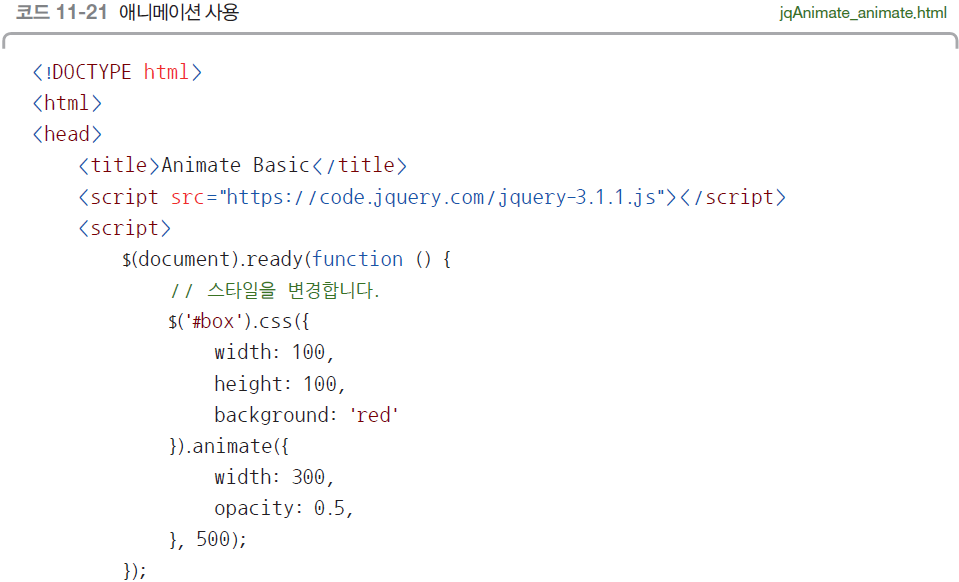 코드 11-21 애니메이션 사용 jqAnimate_animate.html
<!DOCTYPE html>
<html>
<head>
    <title>Animate Basic</title>
    <script src="https://code.jquery.com/jquery-3.1.1.js"></script>
    <script>
        $(document).ready(function () {
            // 스타일을 변경합니다.
            $('#box').css({
                width: 100,
                height: 100,
                background: 'red'
            }).animate({
                width: 300,
                opacity: 0.5,
            }, 500);
        });